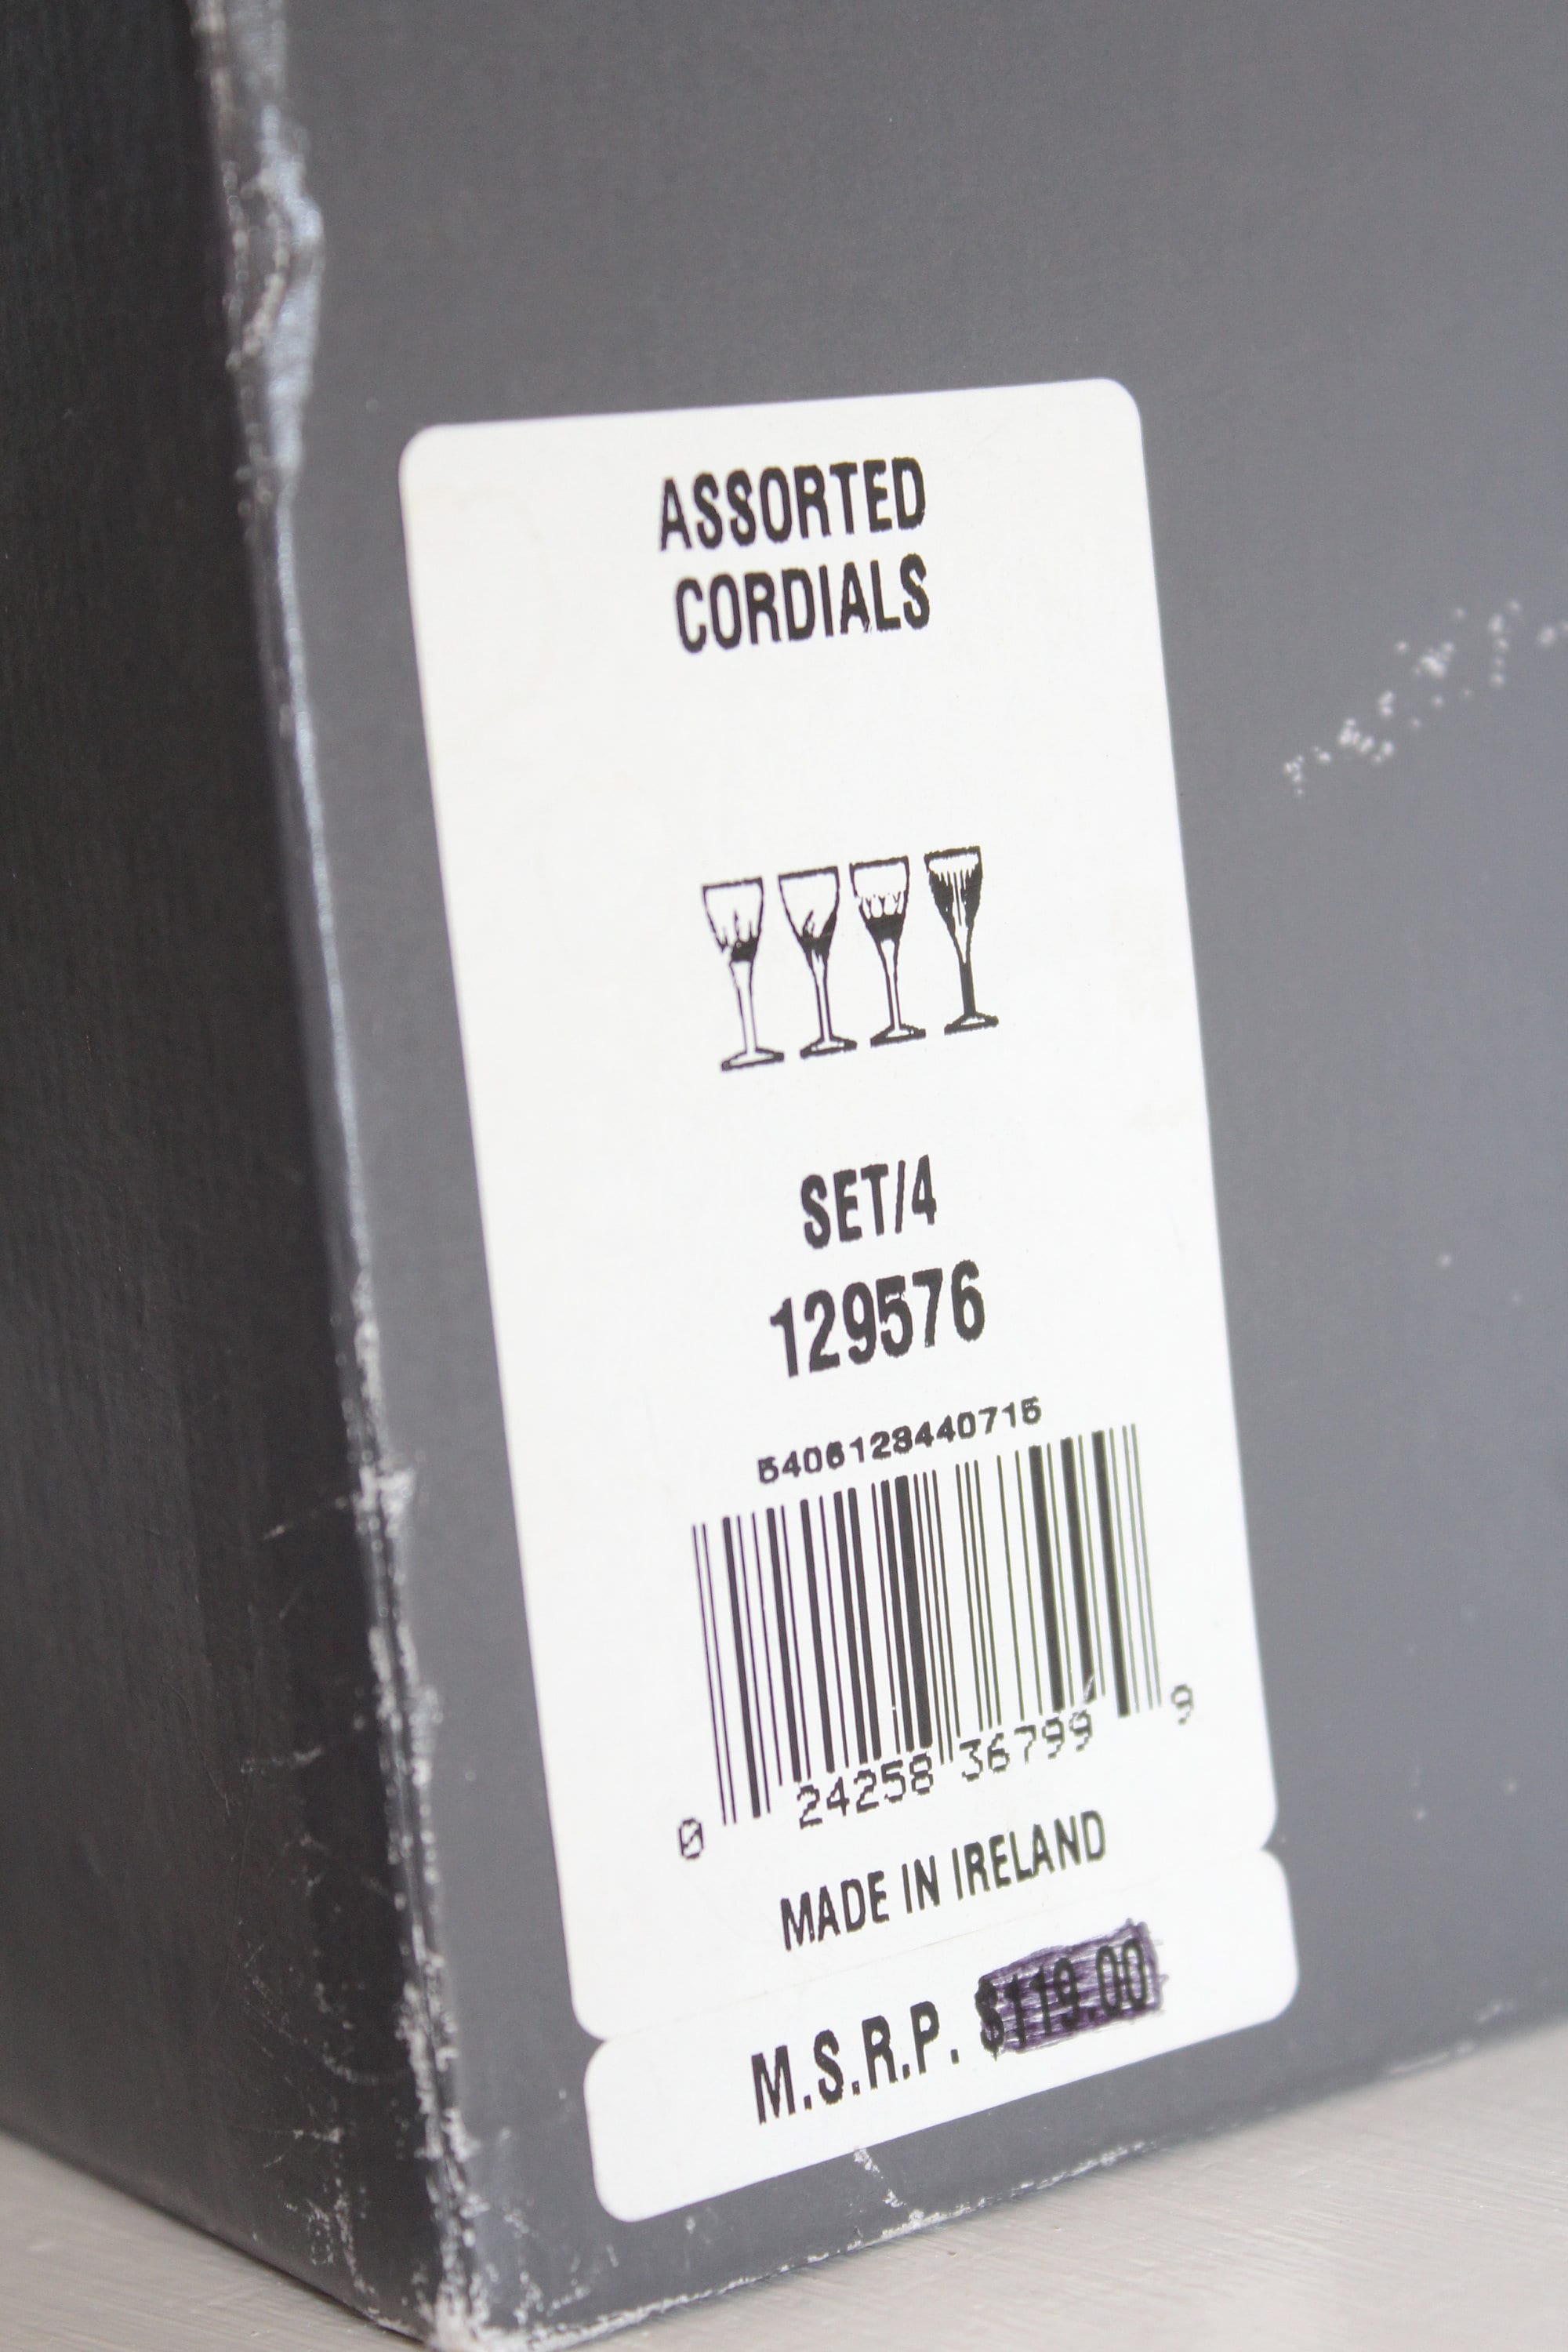 ASSORTED
CORDIALS
SET/4
129576
5406123440715
0 24258 36799 9
MADE IN IRELAND
M.S.R.P. $119.00